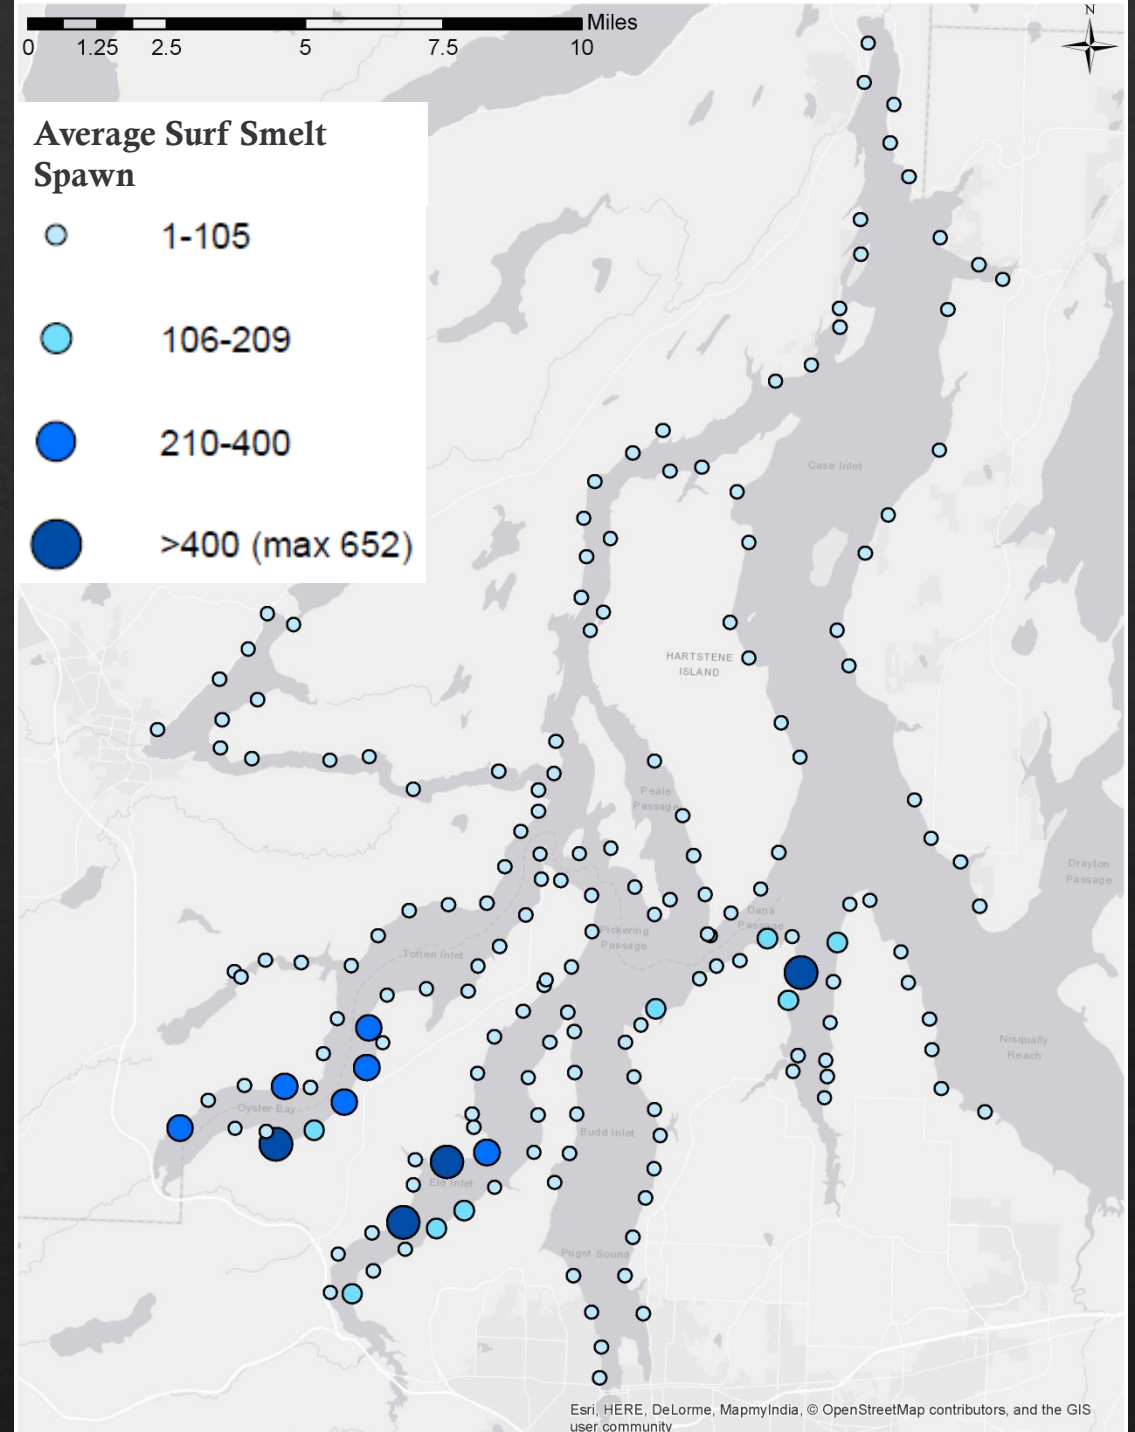 N
Miles
0 1.25 2.5 5 7.5 10
Average Surf Smelt
Spawn
1-105
106-209
210-400
>400 (max 652)
Case Inlet
HARTSTENE
ISLAND
Peale
Passage
Drayton
Passage
Dana
Passage
Pickering
Passage
Totten Inlet
Nisqually
Reach
Oyster Bay
Budd Inlet
Eld Inlet
Puget Sound
Esri, HERE, DeLorme, MapmyIndia, © OpenStreetMap contributors, and the GIS
user community